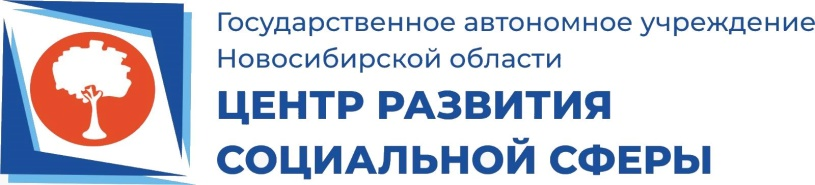 Государственное автономное учреждение
Новосибирской области
ЦЕНТР РАЗВИТИЯ
СОЦИАЛЬНОЙ СФЕРЫ